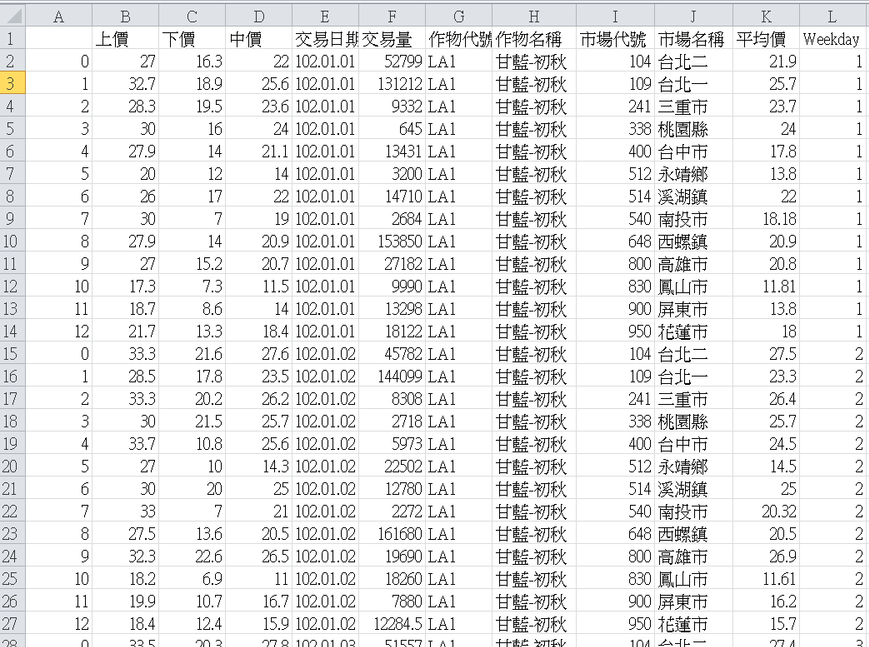 A B C D E F G H I J K L
1 上價 下價 中價 交易日期 交易量 作物代號 作物名稱 市場代號 市場名稱 平均價 Weekday
2 0 27 16.3 22 102.01.01 52799 LA1 甘藍-初秋 104 台北二 21.9 1
3 1 32.7 18.9 25.6 102.01.01 131212 LA1 甘藍-初秋 109 台北一 25.7 1
4 2 28.3 19.5 23.6 102.01.01 9332 LA1 甘藍-初秋 241 三重市 23.7 1
5 3 30 16 24 102.01.01 645 LA1 甘藍-初秋 338 桃園縣 24 1
6 4 27.9 14 21.1 102.01.01 13431 LA1 甘藍-初秋 400 台中市 17.8 1
7 5 20 12 14 102.01.01 3200 LA1 甘藍-初秋 512 永靖鄉 13.8 1
8 6 26 17 22 102.01.01 14710 LA1 甘藍-初秋 514 溪湖鎮 22 1
9 7 30 7 19 102.01.01 2684 LA1 甘藍-初秋 540 南投市 18.18 1
10 8 27.9 14 20.9 102.01.01 153850 LA1 甘藍-初秋 648 西螺鎮 20.9 1
11 9 27 15.2 20.7 102.01.01 27182 LA1 甘藍-初秋 800 高雄市 20.8 1
12 10 17.3 7.3 11.5 102.01.01 9990 LA1 甘藍-初秋 830 鳳山市 11.81 1
13 11 18.7 8.6 14 102.01.01 13298 LA1 甘藍-初秋 900 屏東市 13.8 1
14 12 21.7 13.3 18.4 102.01.01 18122 LA1 甘藍-初秋 950 花蓮市 18 1
15 0 33.3 21.6 27.6 102.01.02 45782 LA1 甘藍-初秋 104 台北二 27.5 2
16 1 28.5 17.8 23.5 102.01.02 144099 LA1 甘藍-初秋 109 台北一 23.3 2
17 2 33.3 20.2 26.2 102.01.02 8308 LA1 甘藍-初秋 241 三重市 26.4 2
18 3 30 21.5 25.7 102.01.02 2718 LA1 甘藍-初秋 338 桃園縣 25.7 2
19 4 33.7 10.8 25.6 102.01.02 5973 LA1 甘藍-初秋 400 台中市 24.5 2
20 5 27 10 14.3 102.01.02 22502 LA1 甘藍-初秋 512 永靖鄉 14.5 2
21 6 30 20 25 102.01.02 12780 LA1 甘藍-初秋 514 溪湖鎮 25 2
22 7 33 7 21 102.01.02 2272 LA1 甘藍-初秋 540 南投市 20.32 2
23 8 27.5 13.6 20.5 102.01.02 161680 LA1 甘藍-初秋 648 西螺鎮 20.5 2
24 9 32.3 22.6 26.5 102.01.02 19690 LA1 甘藍-初秋 800 高雄市 26.9 2
25 10 18.2 6.9 11 102.01.02 18260 LA1 甘藍-初秋 830 鳳山市 11.61 2
26 11 19.9 10.7 16.7 102.01.02 7880 LA1 甘藍-初秋 900 屏東市 16.2 2
27 12 18.4 12.4 15.9 102.01.02 12284.5 LA1 甘藍-初秋 950 花蓮市 15.7 2